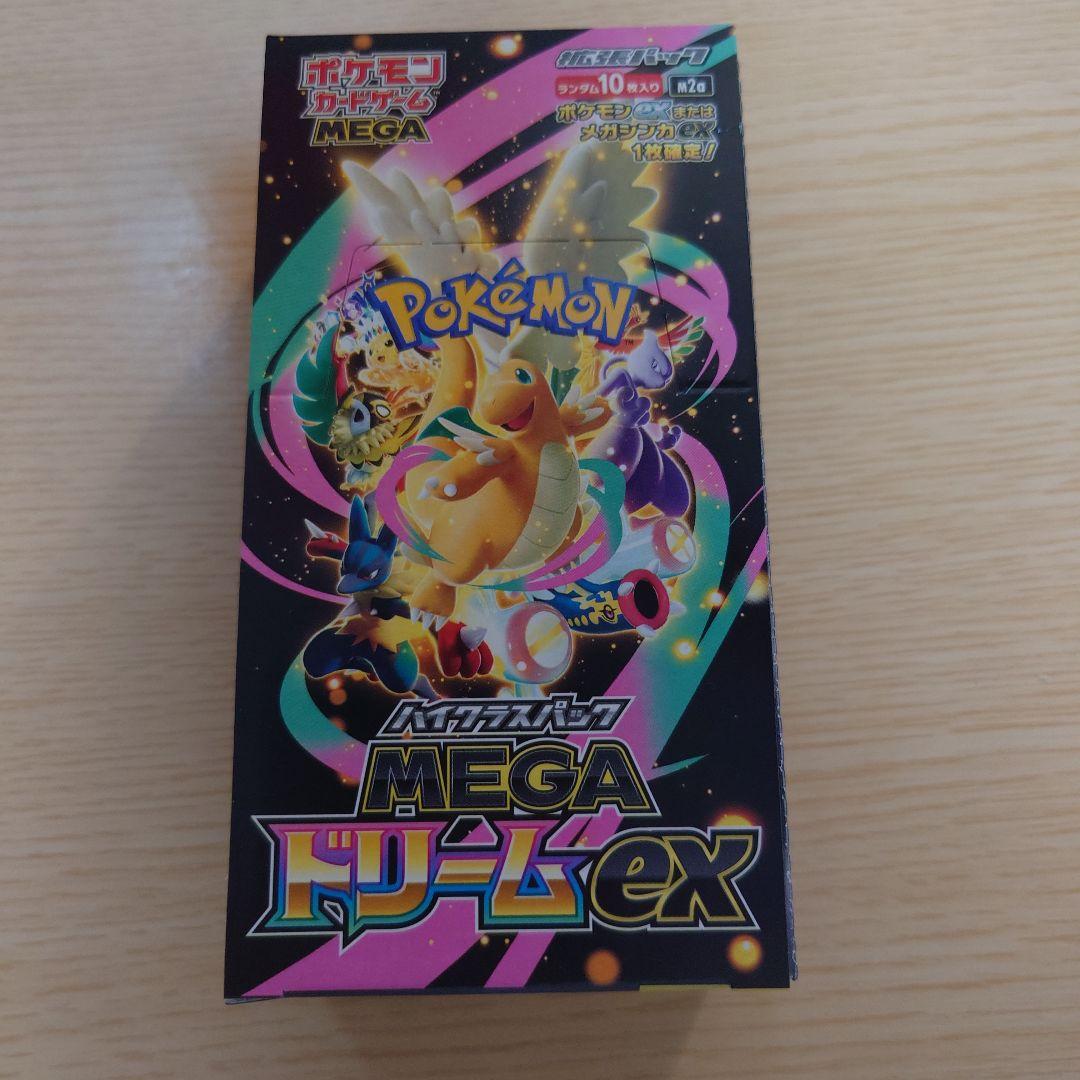 ポケモン
カードゲーム
MEGA
拡張パック
ランダム10枚入り m2a
ポケモンexまたは
メガシンカex
1枚確定!
POKéMON
TM
ハイクラスパック
MEGA
ドリームex